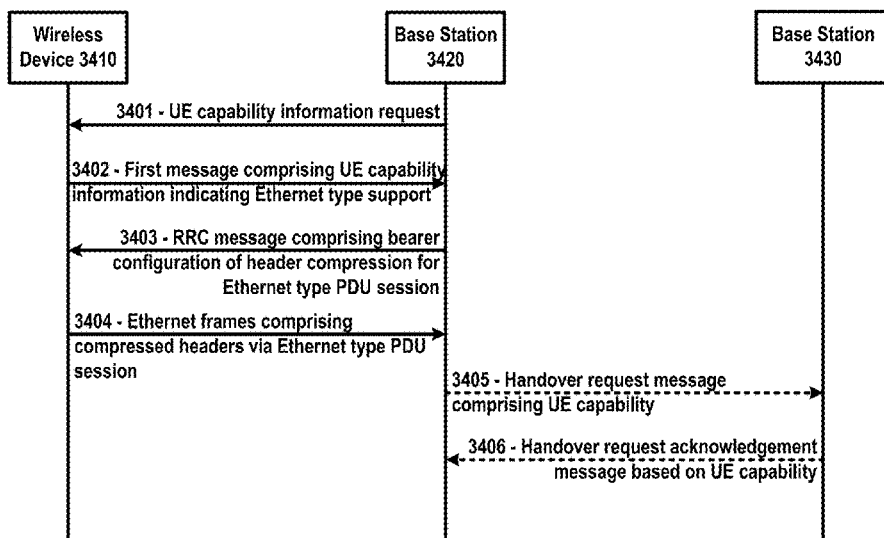 Wireless
Device 3410
Base Station
3420
Base Station
3430
3401 - UE capability information request
3402 - First message comprising UE capability
information indicating Ethernet type support
3403 - RRC message comprising bearer
configuration of header compression for
Ethernet type PDU session
3404 - Ethernet frames comprising
compressed headers via Ethernet type PDU
session
3405 - Handover request message
comprising UE capability
3406 - Handover request acknowledgement
message based on UE capability